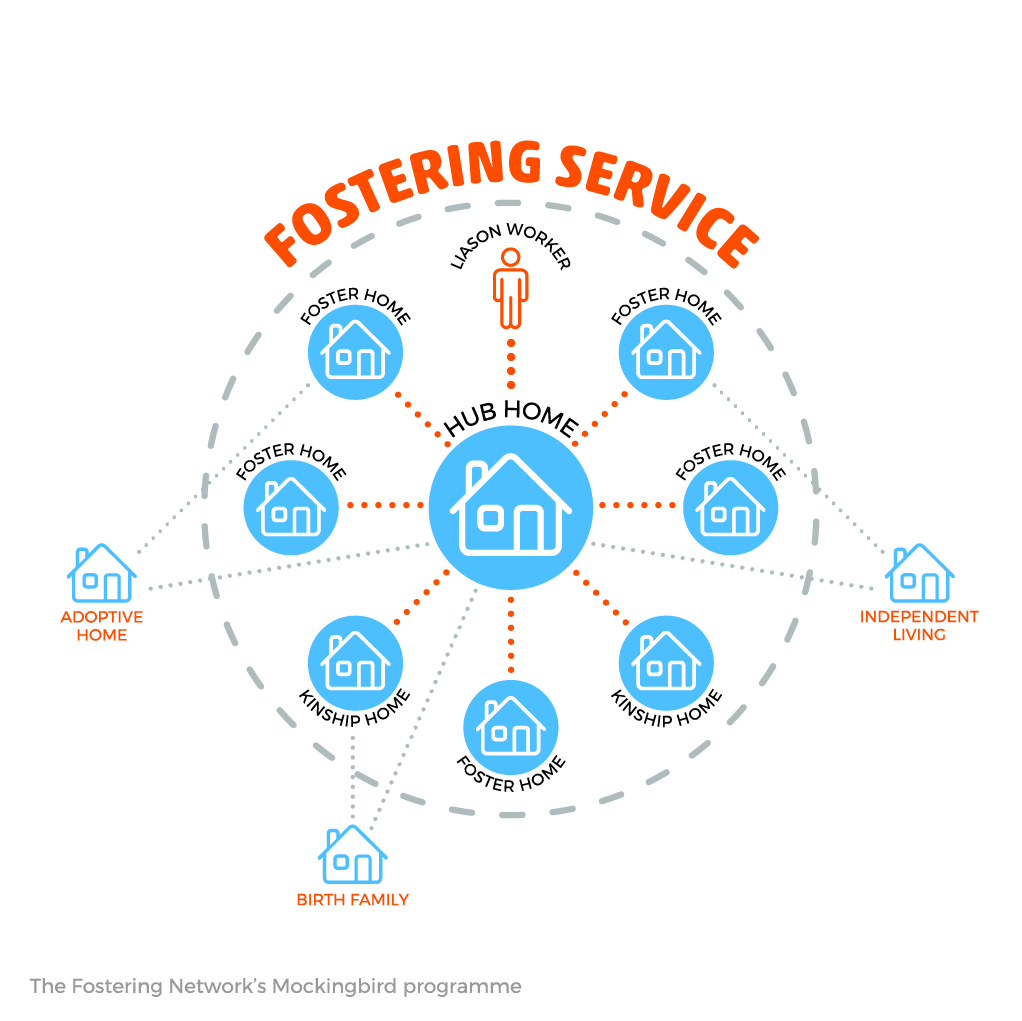 FOSTERING SERVICE
LIASON WORKER
FOSTER HOME
FOSTER HOME
HUB HOME
FOSTER HOME
FOSTER HOME
ADOPTIVE
HOME
INDEPENDENT
LIVING
KINSHIP HOME
KINSHIP HOME
FOSTER HOME
BIRTH FAMILY
The Fostering Network’s Mockingbird programme